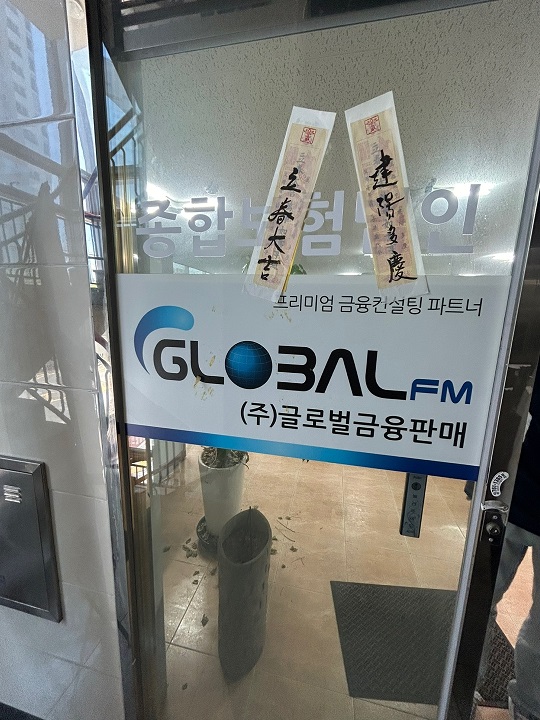 立春大吉
建陽多慶
종합보험법인
프리미엄 금융컨설팅 파트너
GLOBAL FM
(주)글로벌금융판매